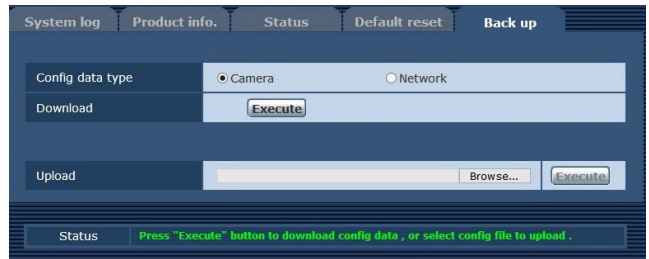 System log Product info. Status Default reset Back up
Config data type Camera Network
Download Execute
Upload Browse... Execute
Status Press "Execute" button to download config data , or select config file to upload .